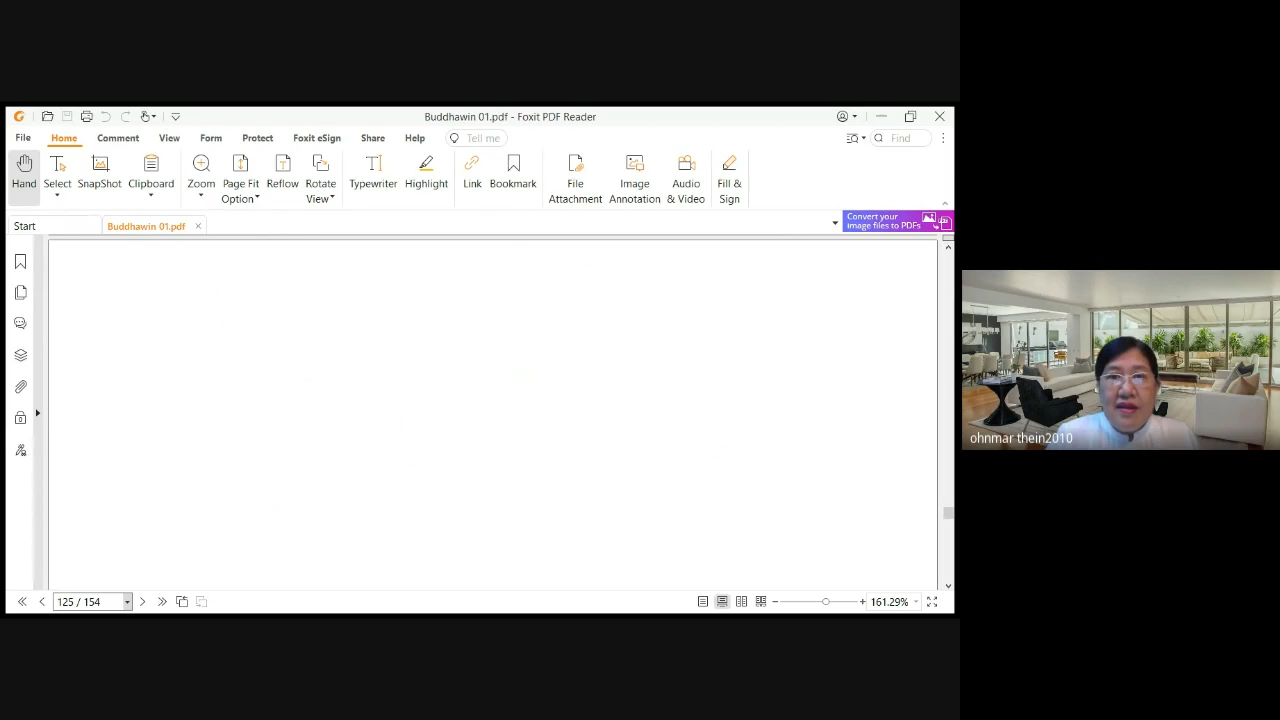 Buddhawin 01.pdf - Foxit PDF Reader
File Home Comment View Form Protect Foxit eSign Share Help Tell me Find
Hand Select SnapShot Clipboard Zoom Page Fit Option Reflow Rotate View Typewriter Highlight Link Bookmark File Attachment Image Annotation Audio & Video Fill & Sign
Start Buddhawin 01.pdf
Convert your
image files to PDFs
ohnmar thein2010
125 / 154
161.29%